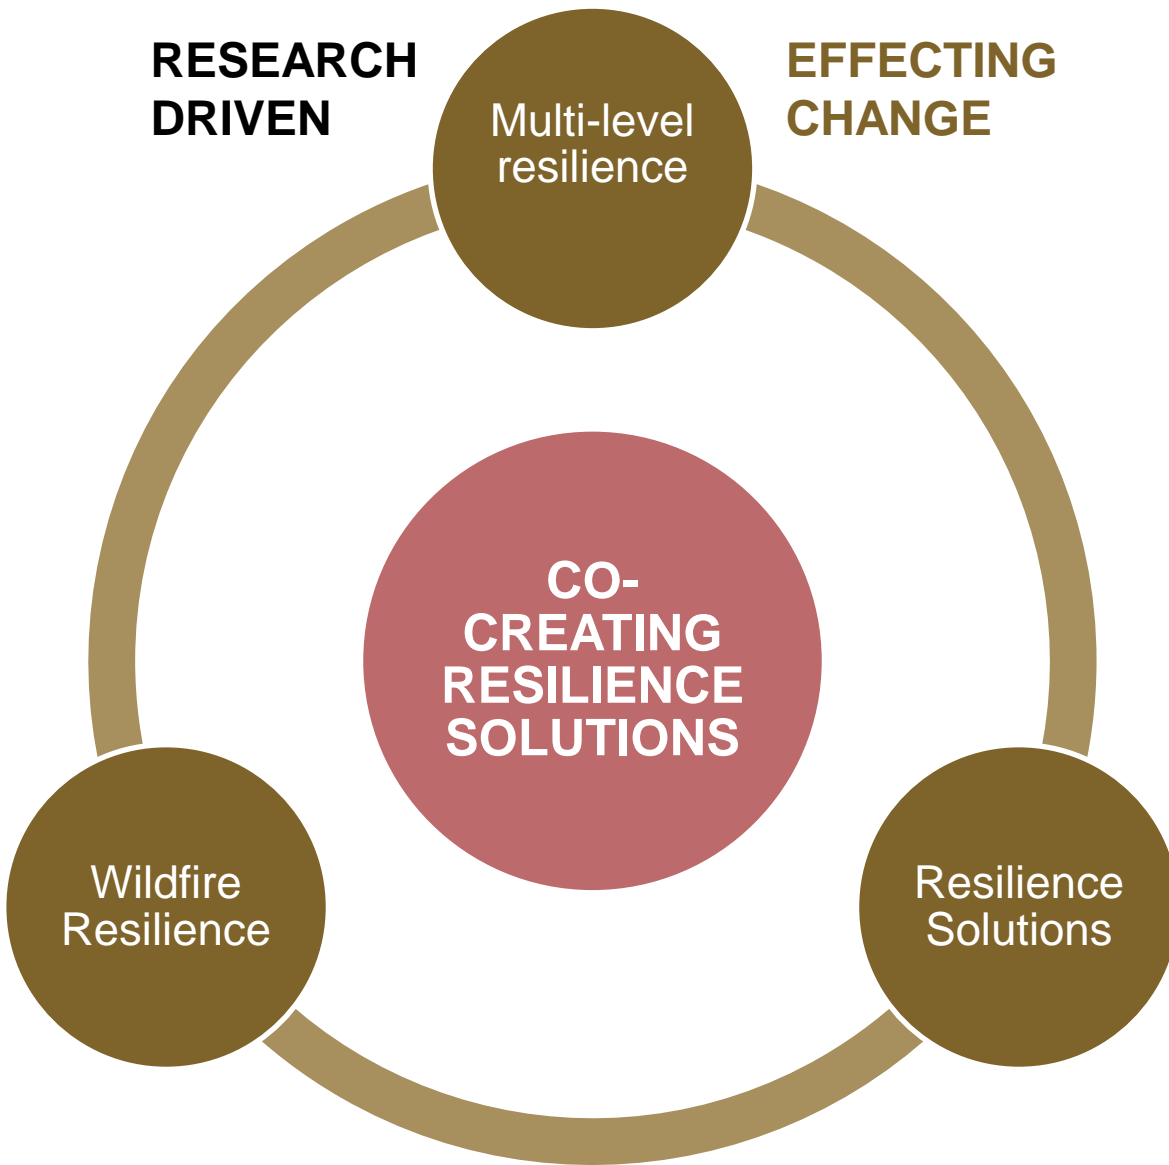 RESEARCH
DRIVEN
EFFECTING
CHANGE
Multi-level
resilience
CO-
CREATING
RESILIENCE
SOLUTIONS
Wildfire
Resilience
Resilience
Solutions